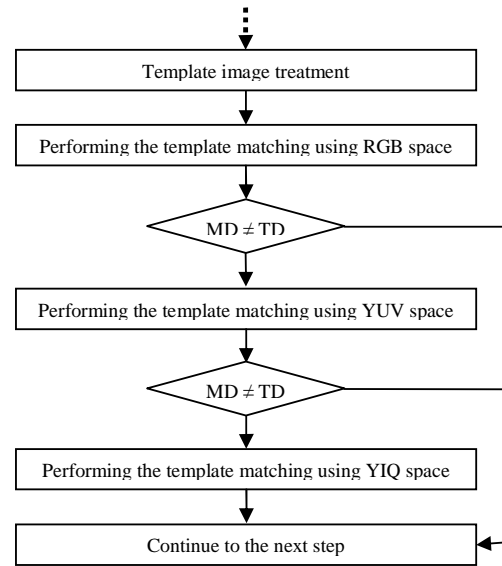 Template image treatment
Performing the template matching using RGB space
MD ≠ TD
Performing the template matching using YUV space
MD ≠ TD
Performing the template matching using YIQ space
Continue to the next step